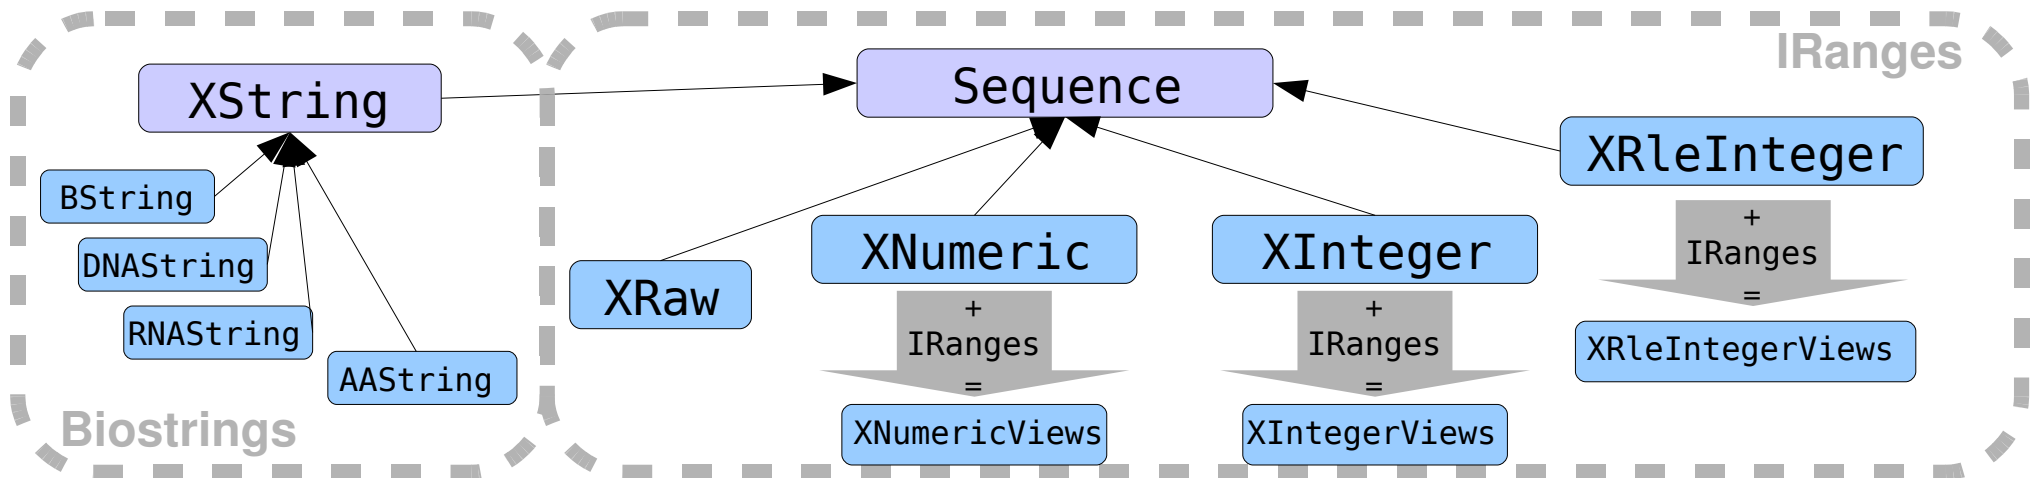 XString
BString
DNAString
RNAString
AAString
Biostrings
IRanges
Sequence
XRleInteger
+
IRanges
=
XRleIntegerViews
XRaw
XNumeric
+
IRanges
=
XNumericViews
XInteger
+
IRanges
=
XIntegerViews